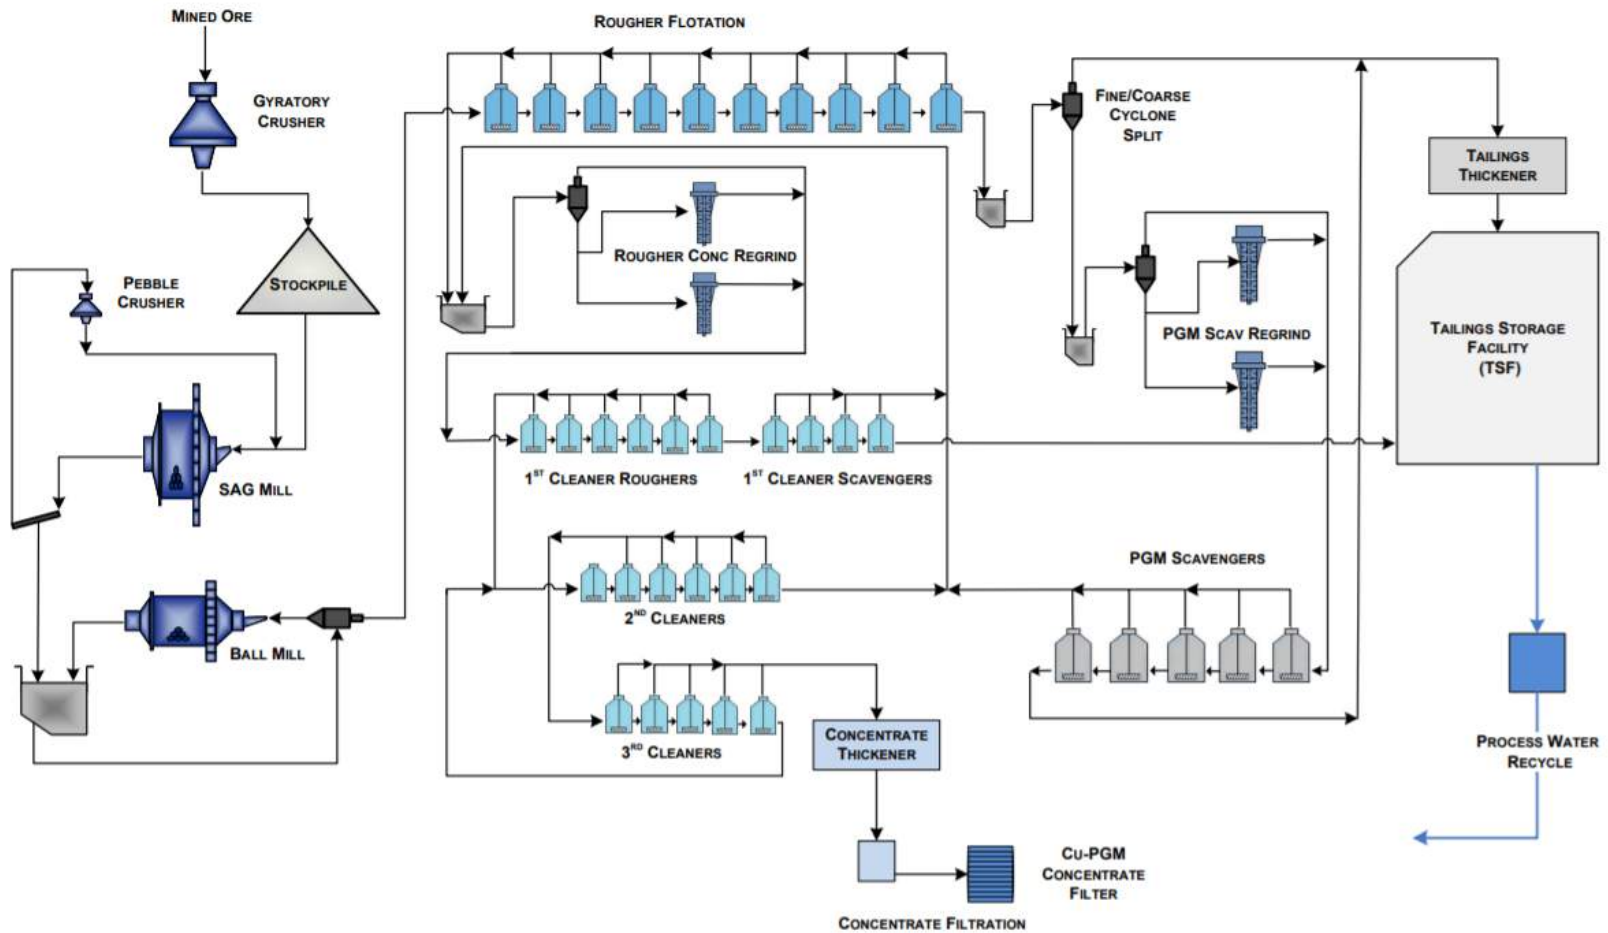 MINED ORE
ROUGHER FLOTATION
GYRATORY
CRUSHER
FINE/COARSE
CYCLONE
SPLIT
TAILINGS
THICKENER
ROUGHER CONC REGRIND
PEBBLE
CRUSHER
STOCKPILE
PGM SCAV REGRIND
TAILINGS STORAGE
FACILITY
(TSF)
1ST CLEANER ROUGHERS
1ST CLEANER SCAVENGERS
SAG MILL
PGM SCAVENGERS
2ND CLEANERS
BALL MILL
3RD CLEANERS
CONCENTRATE
THICKENER
PROCESS WATER
RECYCLE
CU-PGM
CONCENTRATE
FILTER
CONCENTRATE FILTRATION